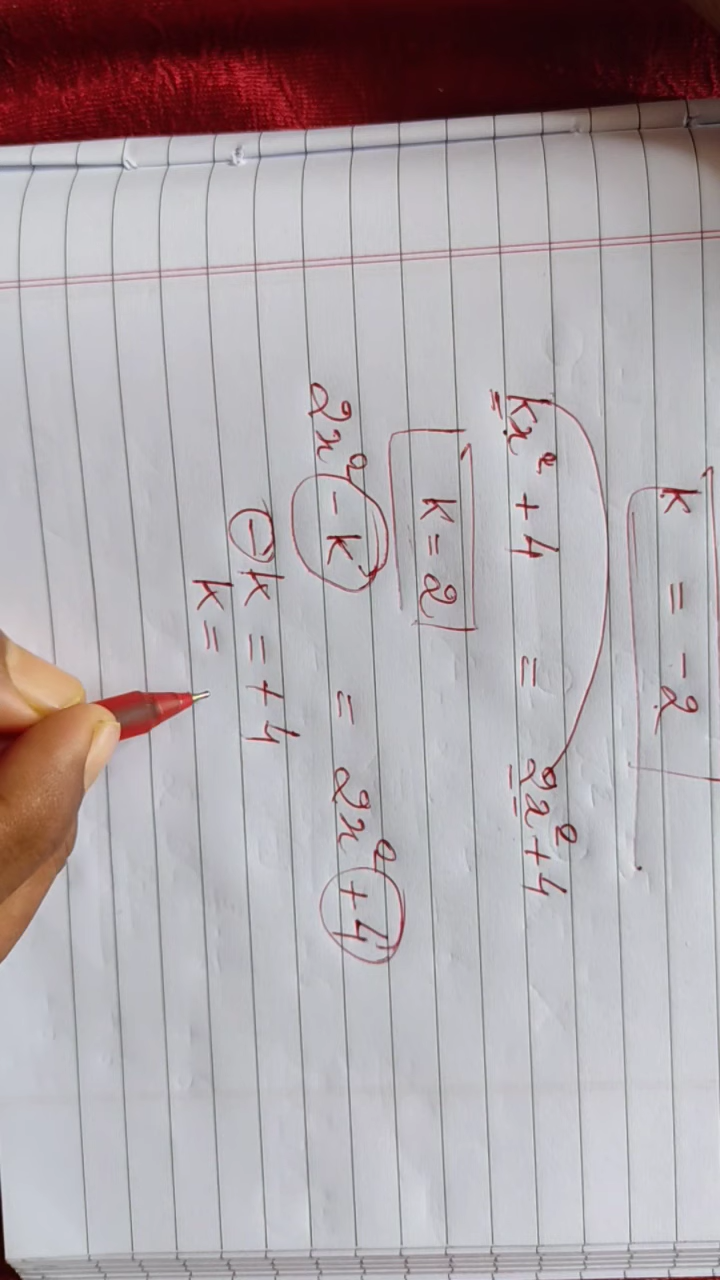 k = -2
kx² + 4 = 2x² + 4
k = 2
2x² - k = 2x² + 4
-k = +4
k =